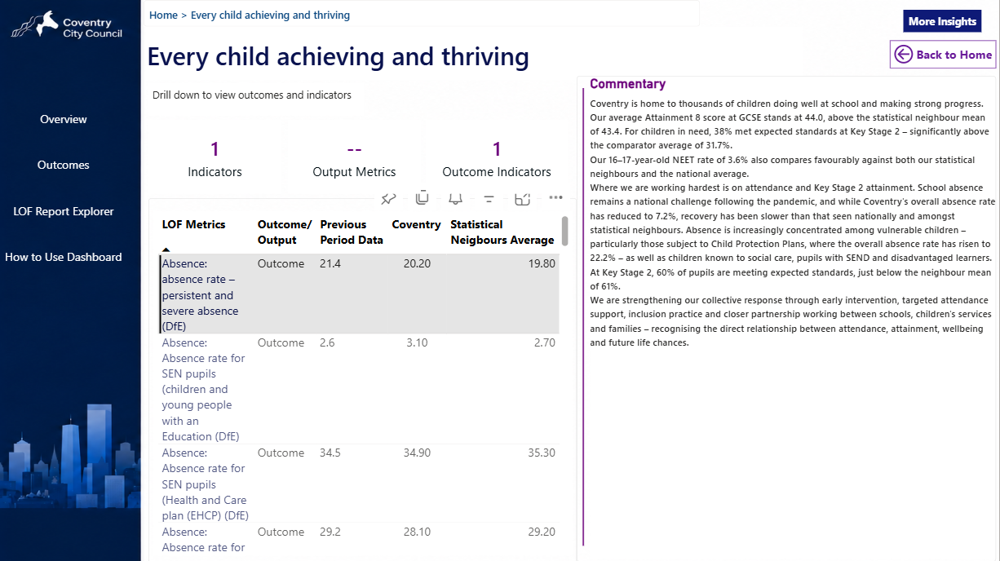 Coventry
City Council
Home > Every child achieving and thriving
More Insights
Every child achieving and thriving
Back to Home
Drill down to view outcomes and indicators
Overview
Outcomes
LOF Report Explorer
How to Use Dashboard
1
Indicators
--
Output Metrics
1
Outcome Indicators
LOF Metrics
Outcome/
Output
Previous
Period Data
Coventry
Statistical
Neigbours Average
Absence: Outcome 21.4 20.20 19.80
absence rate –
persistent and
severe absence
(DfE)
Absence: Outcome 2.6 3.10 2.70
Absence rate for
SEN pupils
(children and
young people
with an
Education (DfE)
Absence: Outcome 34.5 34.90 35.30
Absence rate for
SEN pupils
(Health and Care
plan (EHCP) (DfE)
Absence: Outcome 29.2 28.10 29.20
Absence rate for
Commentary
Coventry is home to thousands of children doing well at school and making strong progress.
Our average Attainment 8 score at GCSE stands at 44.0, above the statistical neighbour mean
of 43.4. For children in need, 38% met expected standards at Key Stage 2 – significantly above
the comparator average of 31.7%.
Our 16–17-year-old NEET rate of 3.6% also compares favourably against both our statistical
neighbours and the national average.
Where we are working hardest is on attendance and Key Stage 2 attainment. School absence
remains a national challenge following the pandemic, and while Coventry's overall absence rate
has reduced to 7.2%, recovery has been slower than that seen nationally and amongst
statistical neighbours. Absence is increasingly concentrated among vulnerable children –
particularly those subject to Child Protection Plans, where the overall absence rate has risen to
22.2% – as well as children known to social care, pupils with SEND and disadvantaged learners.
At Key Stage 2, 60% of pupils are meeting expected standards, just below the neighbour mean
of 61%.
We are strengthening our collective response through early intervention, targeted attendance
support, inclusion practice and closer partnership working between schools, children's services
and families – recognising the direct relationship between attendance, attainment, wellbeing
and future life chances.